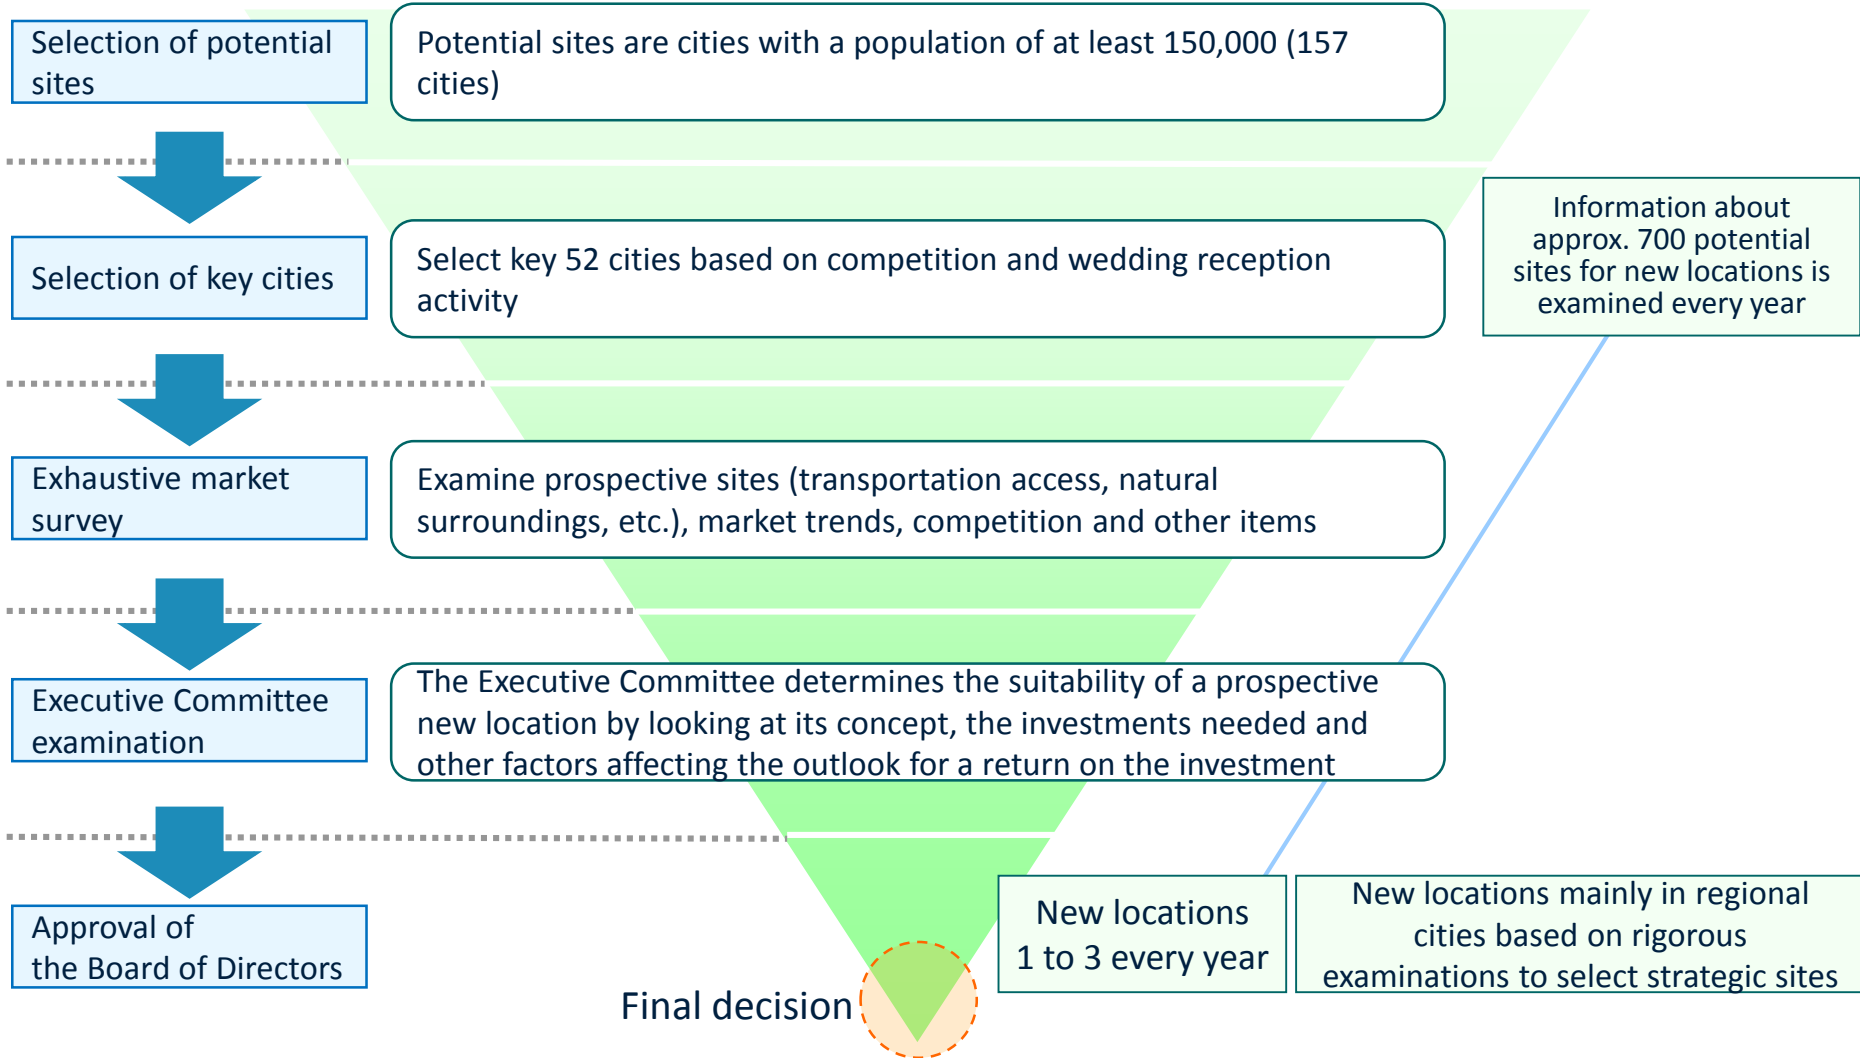 Selection of potential
sites
Potential sites are cities with a population of at least 150,000 (157
cities)
Selection of key cities
Select key 52 cities based on competition and wedding reception
activity
Information about
approx. 700 potential
sites for new locations is
examined every year
Exhaustive market
survey
Examine prospective sites (transportation access, natural
surroundings, etc.), market trends, competition and other items
Executive Committee
examination
The Executive Committee determines the suitability of a prospective
new location by looking at its concept, the investments needed and
other factors affecting the outlook for a return on the investment
Approval of
the Board of Directors
Final decision
New locations
1 to 3 every year
New locations mainly in regional
cities based on rigorous
examinations to select strategic sites